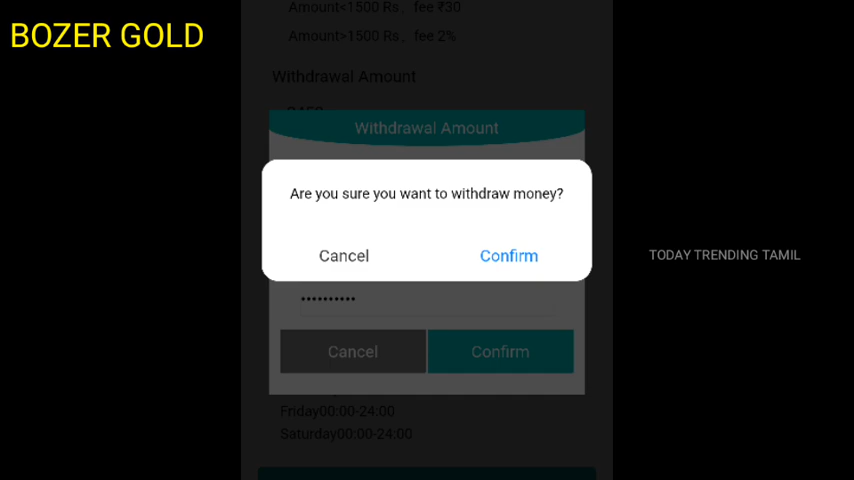 Amount<1500 Rs，fee ₹30
BOZER GOLD
Amount>1500 Rs，fee 2%
Withdrawal Amount
Withdrawal Amount
Are you sure you want to withdraw money?
Cancel Confirm
TODAY TRENDING TAMIL
••••••••••
Cancel Confirm
Friday00:00-24:00
Saturday00:00-24:00